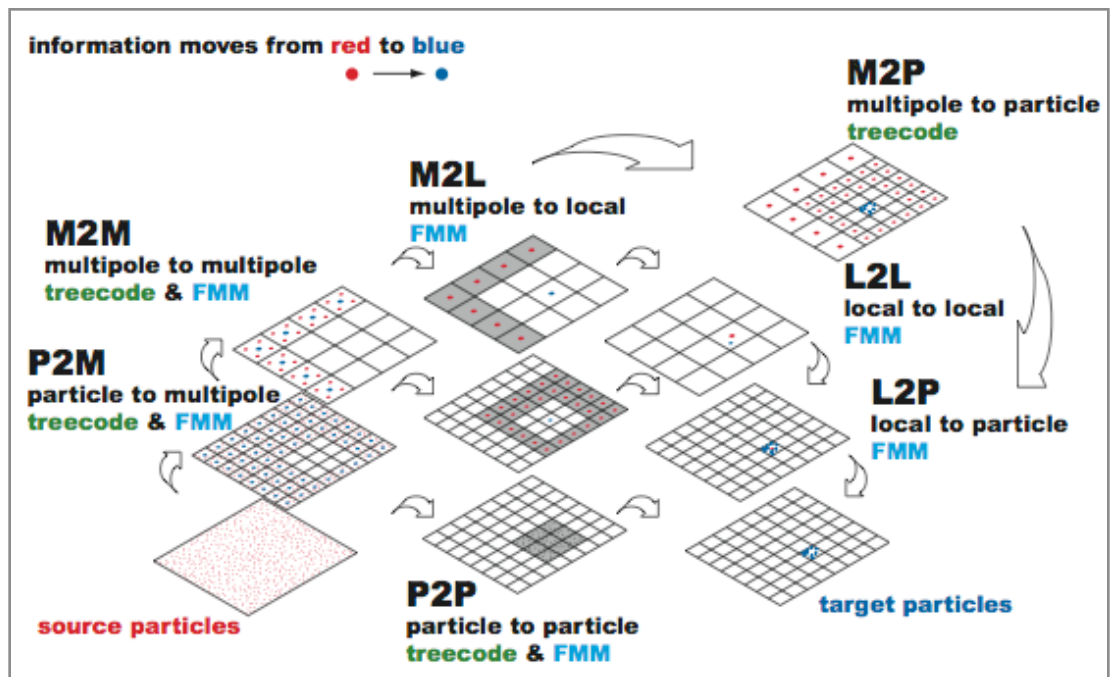 information moves from red to blue
M2P
multipole to particle
treecode
M2L
multipole to local
FMM
M2M
multipole to multipole
treecode & FMM
L2L
local to local
FMM
P2M
particle to multipole
treecode & FMM
L2P
local to particle
FMM
P2P
particle to particle
treecode & FMM
source particles
target particles